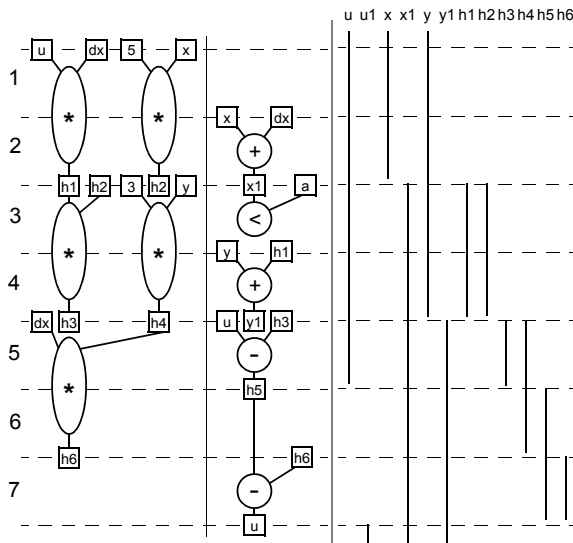 u u1 x x1 y y1 h1 h2 h3 h4 h5 h6
u dx 5 x
1
* *
x dx
2
+
h1 h2 3 h2 y x1 a
3
<
* *
y h1
4
+
dx h3 h4 u y1 h3
5
-
*
h5
6
h6 h6
7
-
u